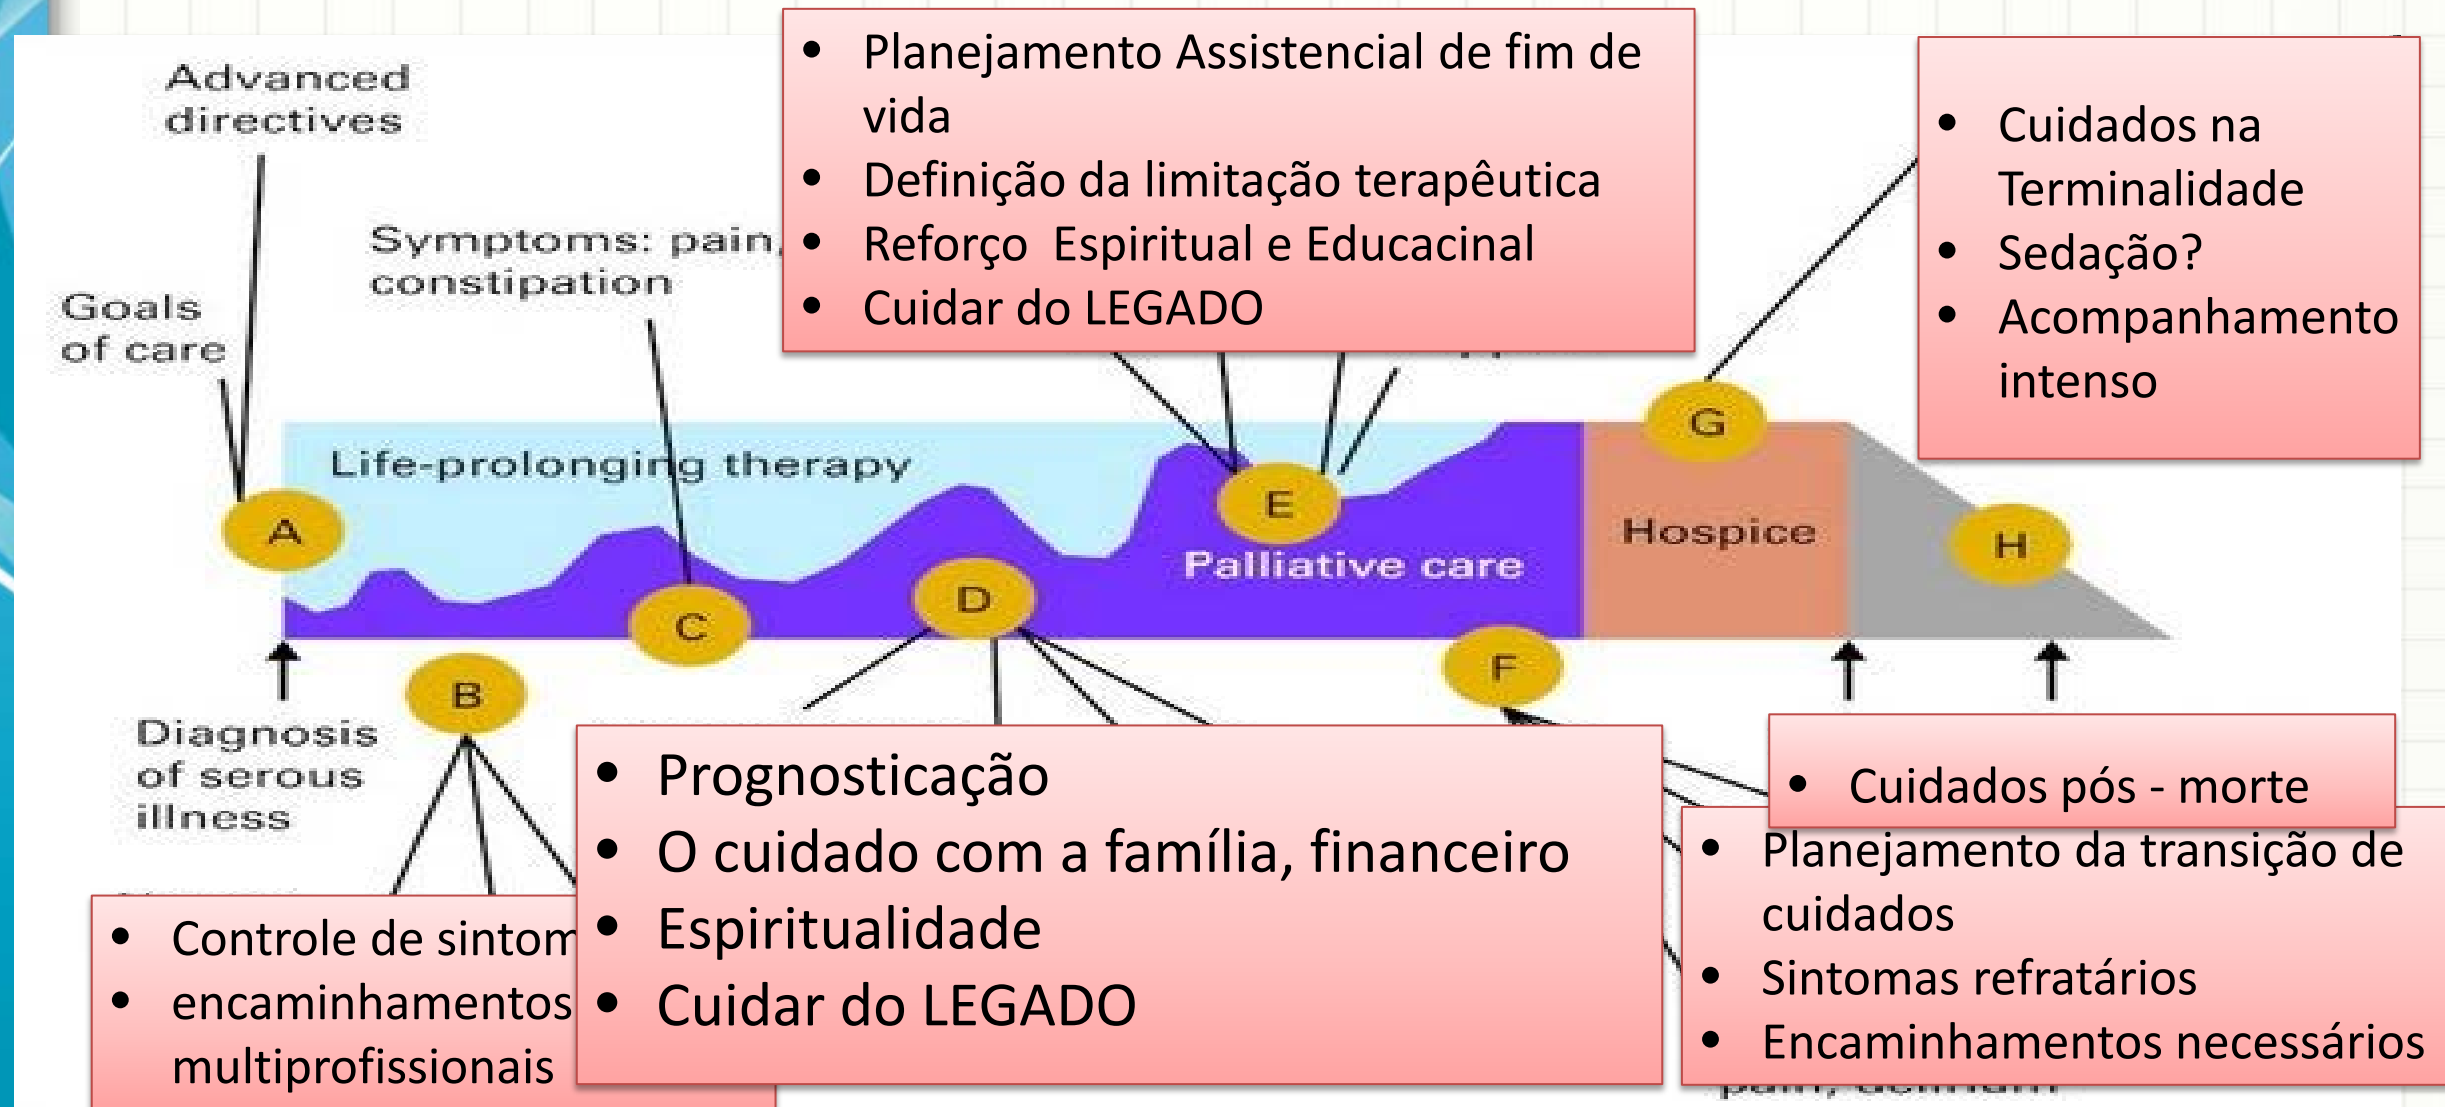 Advanced
directives
Goals
of care
Symptoms: pain,
constipation
• Planejamento Assistencial de fim de
vida
• Definição da limitação terapêutica
• Reforço Espiritual e Educacinal
• Cuidar do LEGADO
• Cuidados na
Terminalidade
• Sedação?
• Acompanhamento
intenso
Life-prolonging therapy
A
B
C
D
E
F
G
H
Palliative care
Hospice
Diagnosis
of serous
illness
• Controle de sintom
• encaminhamentos
multiprofissionais
• Prognosticação
• O cuidado com a família, financeiro
• Espiritualidade
• Cuidar do LEGADO
• Cuidados pós - morte
• Planejamento da transição de
cuidados
• Sintomas refratários
• Encaminhamentos necessários